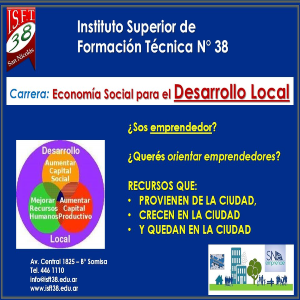 ISFT
38
San Nicolás
Instituto Superior de
Formación Técnica N° 38
Carrera: Economía Social para el Desarrollo Local
¿Sos emprendedor?
¿Querés orientar emprendedores?
Desarrollo
Aumentar
Capital
Social
Mejorar
Recursos
Humanos
Aumentar
Capital
Productivo
Local
RECURSOS QUE:
• PROVIENEN DE LA CIUDAD,
• CRECEN EN LA CIUDAD
• Y QUEDAN EN LA CIUDAD
Av. Central 1825 – B° Somisa
Tel. 446 1110
info@isft38.edu.ar
www.isft38.edu.ar
SN